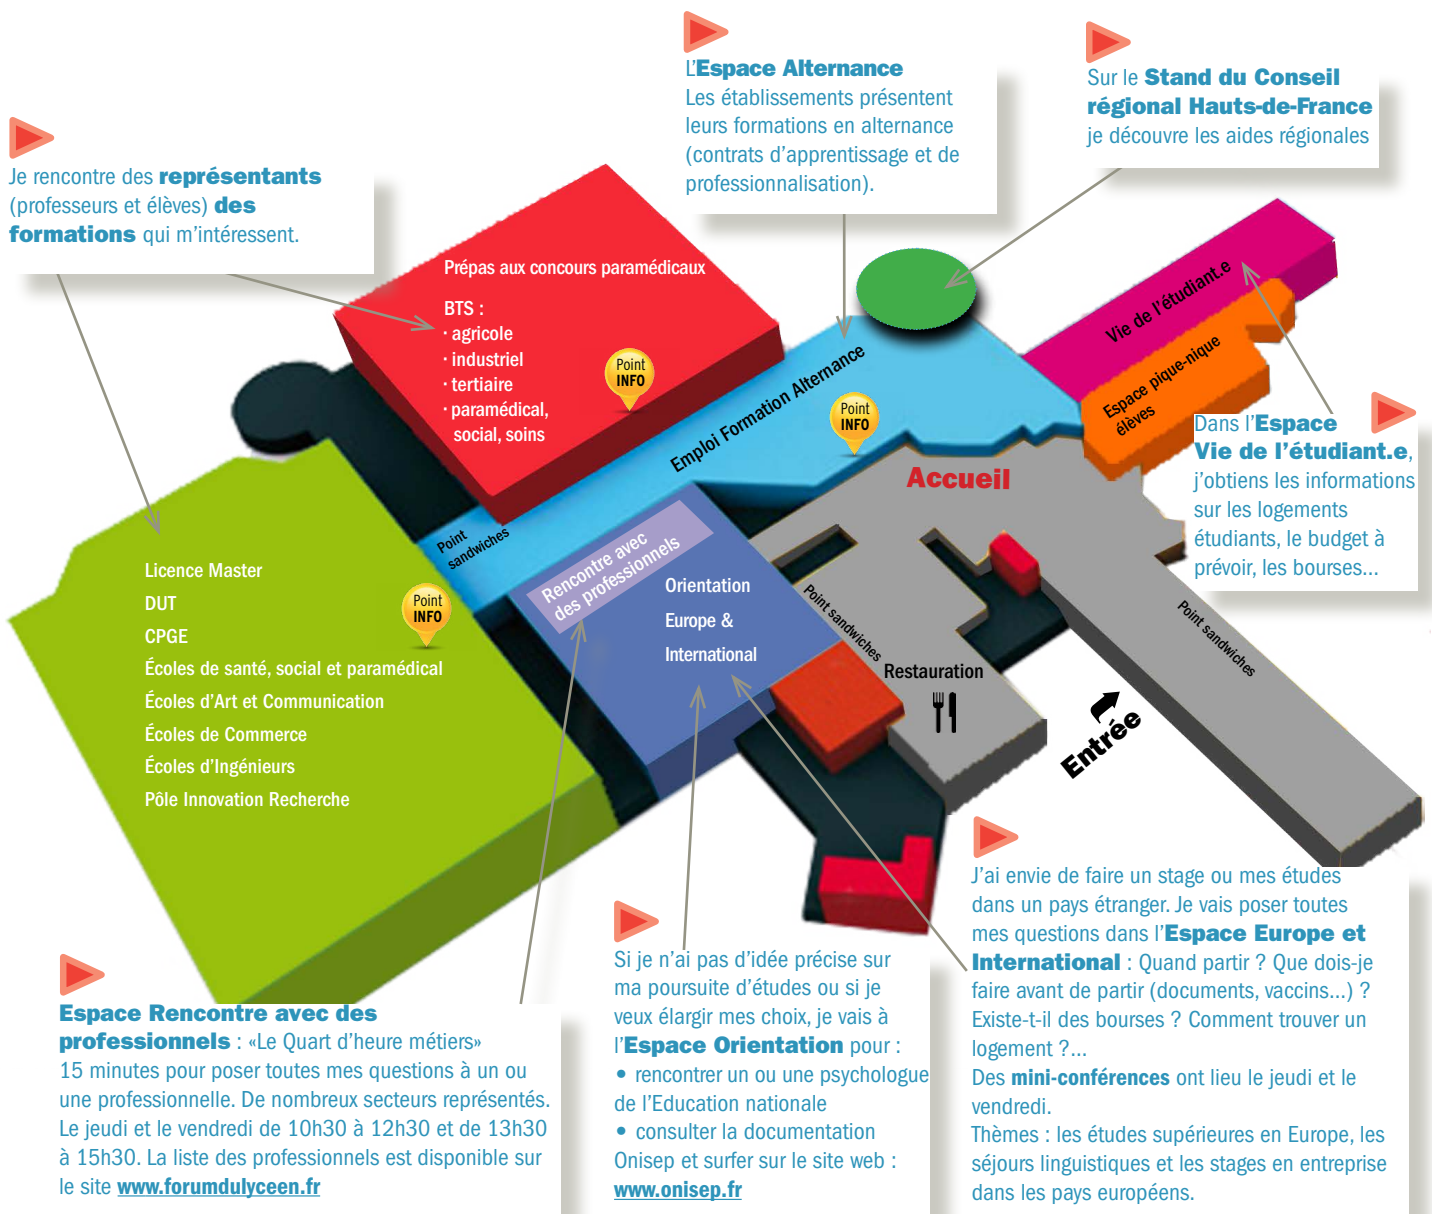 L'Espace Alternance
Les établissements présentent
leurs formations en alternance
(contrats d'apprentissage et de
professionnalisation).
Sur le Stand du Conseil
régional Hauts-de-France
je découvre les aides régionales
Je rencontre des représentants
(professeurs et élèves) des
formations qui m'intéressent.
Prépas aux concours paramédicaux
BTS :
· agricole
· industriel
· tertiaire
· paramédical,
social, soins
Point
INFO
Emploi Formation Alternance
Point
INFO
Vie de l'étudiant.e
Espace pique-nique
élèves
Dans l'Espace
Vie de l'étudiant.e,
j'obtiens les informations
sur les logements
étudiants, le budget à
prévoir, les bourses...
Accueil
Point
sandwiches
Rencontre avec
des professionnels
Orientation
Europe &
International
Point sandwiches
Restauration
Point sandwiches
Entrée
Licence Master
DUT
CPGE
Écoles de santé, social et paramédical
Écoles d'Art et Communication
Écoles de Commerce
Écoles d'Ingénieurs
Pôle Innovation Recherche
Point
INFO
Espace Rencontre avec des
professionnels : «Le Quart d'heure métiers»
15 minutes pour poser toutes mes questions à un ou
une professionnelle. De nombreux secteurs représentés.
Le jeudi et le vendredi de 10h30 à 12h30 et de 13h30
à 15h30. La liste des professionnels est disponible sur
le site www.forumdulyceen.fr
Si je n'ai pas d'idée précise sur
ma poursuite d'études ou si je
veux élargir mes choix, je vais à
l'Espace Orientation pour :
• rencontrer un ou une psychologue
de l'Education nationale
• consulter la documentation
Onisep et surfer sur le site web :
www.onisep.fr
J'ai envie de faire un stage ou mes études
dans un pays étranger. Je vais poser toutes
mes questions dans l'Espace Europe et
International : Quand partir ? Que dois-je
faire avant de partir (documents, vaccins...) ?
Existe-t-il des bourses ? Comment trouver un
logement ?...
Des mini-conférences ont lieu le jeudi et le
vendredi.
Thèmes : les études supérieures en Europe, les
séjours linguistiques et les stages en entreprise
dans les pays européens.